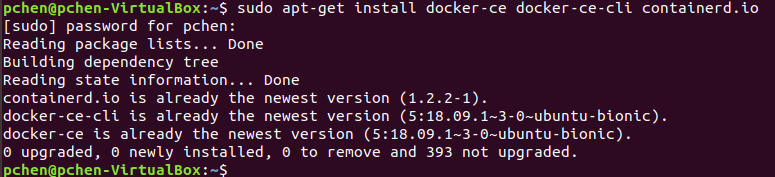 pchen@pchen-VirtualBox:~$ sudo apt-get install docker-ce docker-ce-cli containerd.io
[sudo] password for pchen:
Reading package lists... Done
Building dependency tree
Reading state information... Done
containerd.io is already the newest version (1.2.2-1).
docker-ce-cli is already the newest version (5:18.09.1~3-0~ubuntu-bionic).
docker-ce is already the newest version (5:18.09.1~3-0~ubuntu-bionic).
0 upgraded, 0 newly installed, 0 to remove and 393 not upgraded.
pchen@pchen-VirtualBox:~$